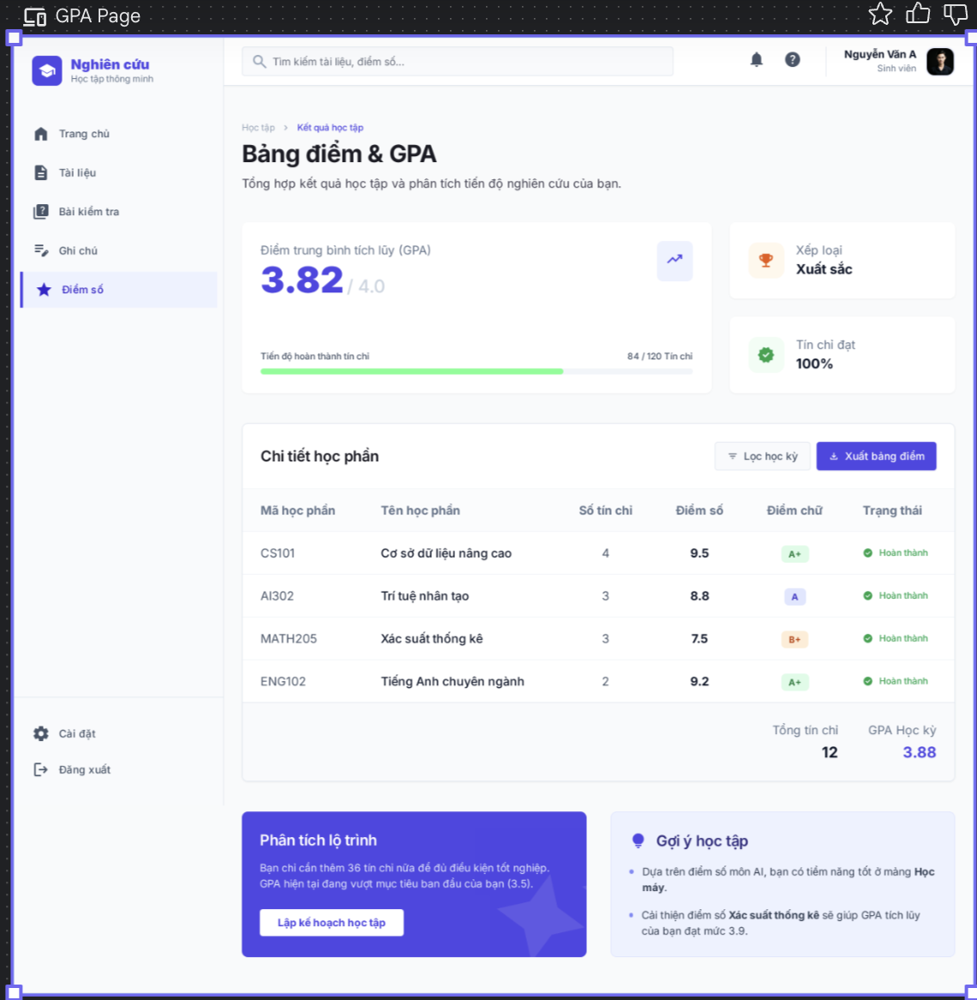 GPA Page
Nghiên cứu
Học tập thông minh
Tìm kiếm tài liệu, điểm số...
Nguyễn Văn A
Sinh viên
Trang chủ
Tài liệu
Bài kiểm tra
Ghi chú
Điểm số
Cài đặt
Đăng xuất
Học tập > Kết quả học tập
Bảng điểm & GPA
Tổng hợp kết quả học tập và phân tích tiến độ nghiên cứu của bạn.
Điểm trung bình tích lũy (GPA)
3.82 / 4.0
Tiến độ hoàn thành tín chỉ 84 / 120 Tín chỉ
Xếp loại
Xuất sắc
Tín chỉ đạt
100%
Chi tiết học phần
Lọc học kỳ
Xuất bảng điểm
Mã học phần Tên học phần Số tín chỉ Điểm số Điểm chữ Trạng thái
CS101 Cơ sở dữ liệu nâng cao 4 9.5 A+ Hoàn thành
AI302 Trí tuệ nhân tạo 3 8.8 A Hoàn thành
MATH205 Xác suất thống kê 3 7.5 B+ Hoàn thành
ENG102 Tiếng Anh chuyên ngành 2 9.2 A+ Hoàn thành
Tổng tín chỉ GPA Học kỳ
12 3.88
Phân tích lộ trình
Bạn chỉ cần thêm 36 tín chỉ nữa để đủ điều kiện tốt nghiệp.
GPA hiện tại đang vượt mục tiêu ban đầu của bạn (3.5).
Lập kế hoạch học tập
Gợi ý học tập
Dựa trên điểm số môn AI, bạn có tiềm năng tốt ở mảng Học
máy.
Cải thiện điểm số Xác suất thống kê sẽ giúp GPA tích lũy
của bạn đạt mức 3.9.